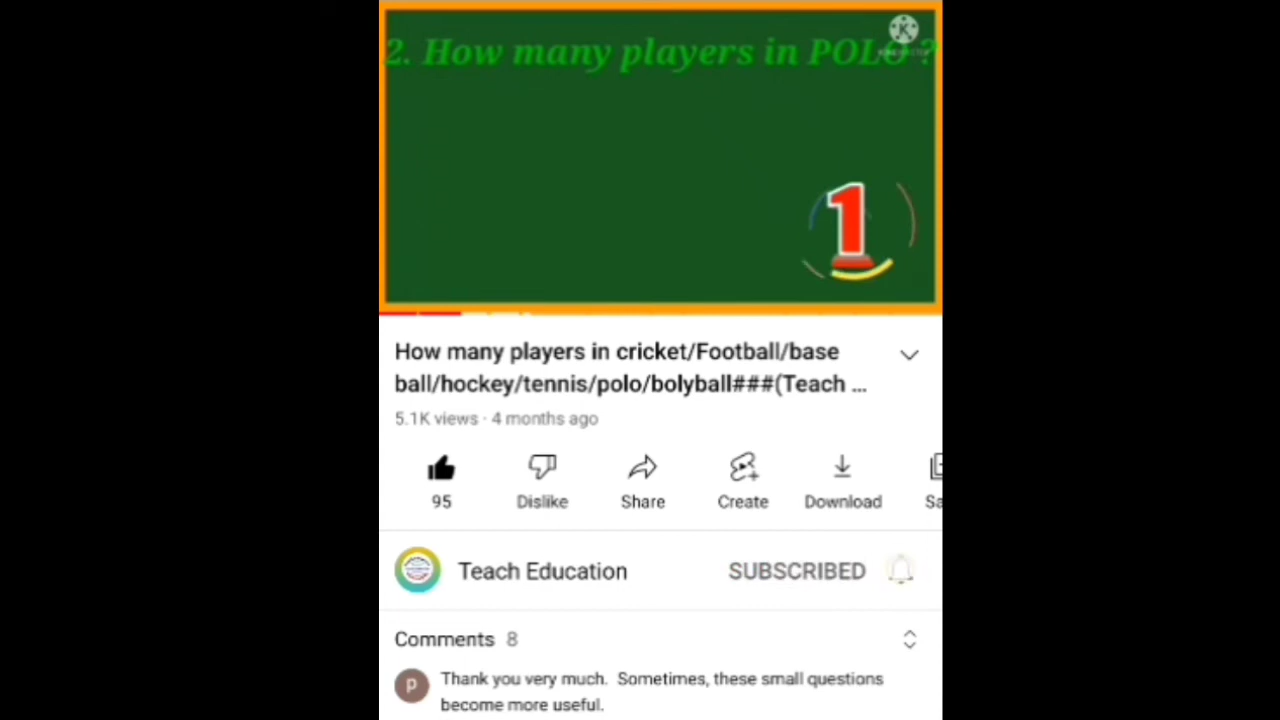 2. How many players in POLO ?
1
How many players in cricket/Football/base
ball/hockey/tennis/polo/bolyball###(Teach ...
5.1K views · 4 months ago
95 Dislike Share Create Download Sa
Teach Education SUBSCRIBED
Comments 8
P Thank you very much. Sometimes, these small questions
become more useful.